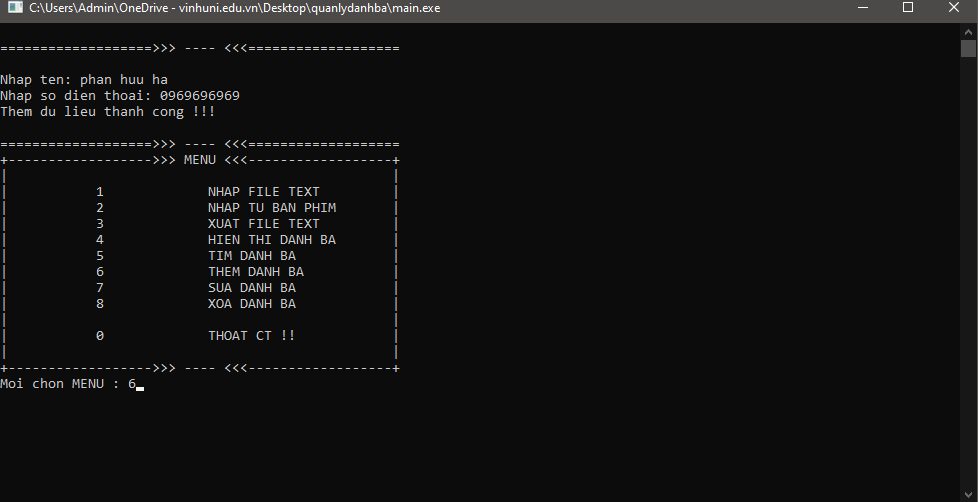 C:\Users\Admin\OneDrive - vinhuni.edu.vn\Desktop\quanlydanhba\main.exe
===================>>> ---- <<<===================
Nhap ten: phan huu ha
Nhap so dien thoai: 0969696969
Them du lieu thanh cong !!!
===================>>> ---- <<<===================
+------------------>>> MENU <<<------------------+
|                                                |
|           1             NHAP FILE TEXT         |
|           2             NHAP TU BAN PHIM       |
|           3             XUAT FILE TEXT         |
|           4             HIEN THI DANH BA       |
|           5             TIM DANH BA            |
|           6             THEM DANH BA           |
|           7             SUA DANH BA            |
|           8             XOA DANH BA            |
|                                                |
|           0             THOAT CT !!            |
|                                                |
+------------------>>> ---- <<<------------------+
Moi chon MENU : 6